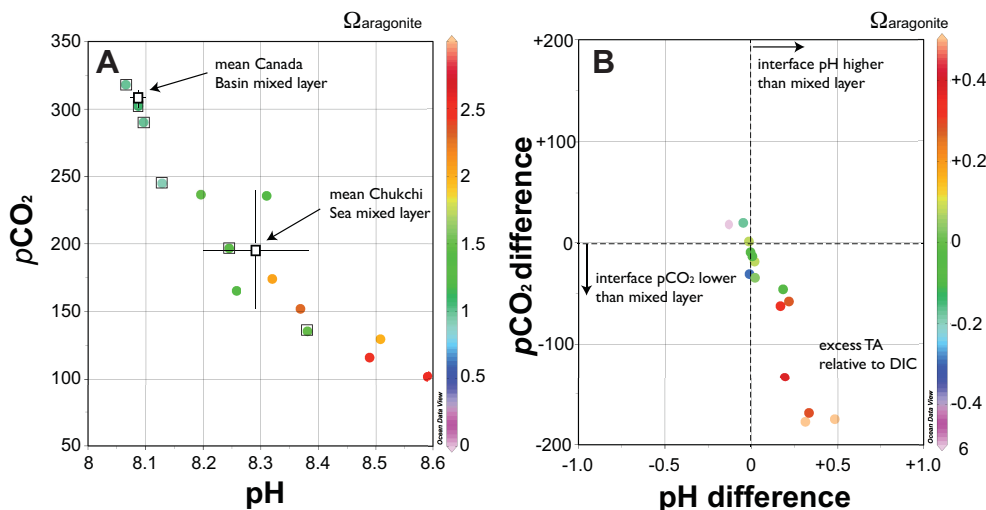 Ωaragonite
350
300
250
200
150
100
50
A
mean Canada
Basin mixed layer
mean Chukchi
Sea mixed layer
pCO₂
8
8.1
8.2
8.3
8.4
8.5
8.6
pH
2.5
2
1.5
1
0.5
0
Ocean Data View
Ωaragonite
+200
+100
0
-100
-200
B
interface pH higher
than mixed layer
interface pCO₂ lower
than mixed layer
excess TA
relative to DIC
pCO₂ difference
-1.0
-0.5
0
+0.5
+1.0
pH difference
+0.4
+0.2
0
-0.2
-0.4
6
Ocean Data View